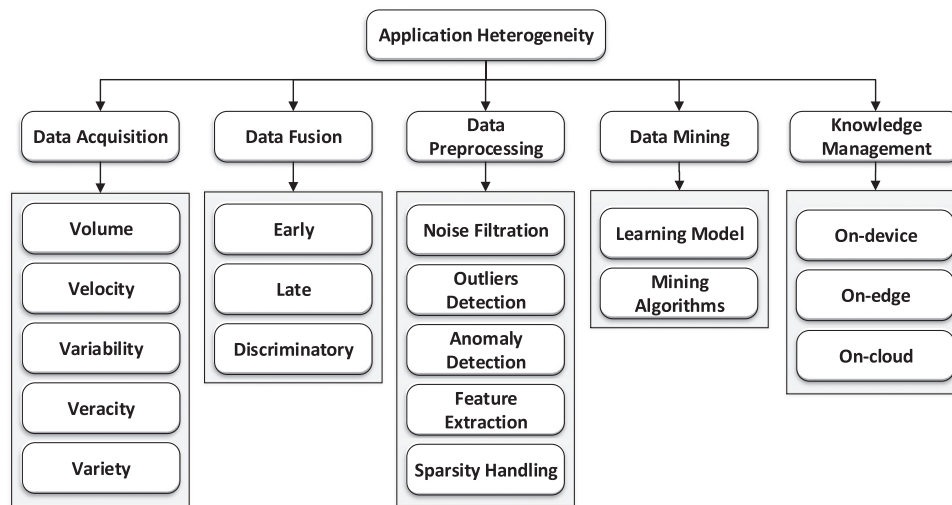 Application Heterogeneity
Data Acquisition
Data Fusion
Data
Preprocessing
Data Mining
Knowledge
Management
Volume
Velocity
Variability
Veracity
Variety
Early
Late
Discriminatory
Noise Filtration
Outliers
Detection
Anomaly
Detection
Feature
Extraction
Sparsity Handling
Learning Model
Mining
Algorithms
On-device
On-edge
On-cloud